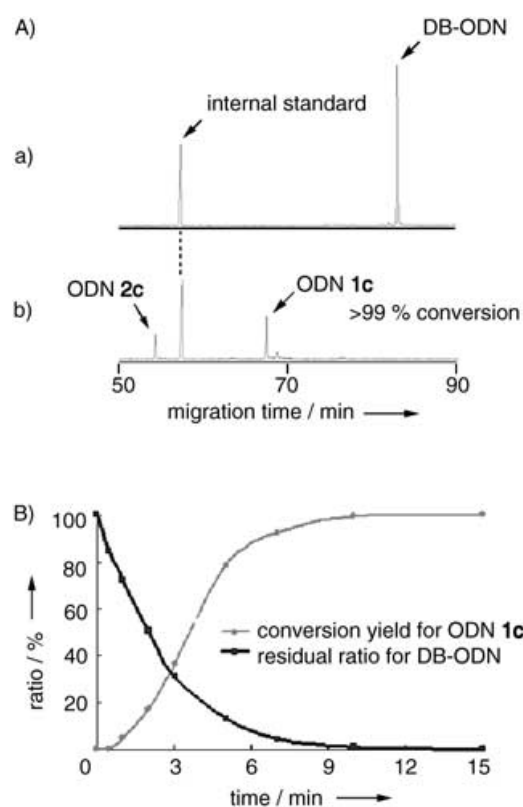 A)
DB-ODN
internal standard
a)
ODN 2c
ODN 1c
b)
>99 % conversion
50 70 90
migration time / min
B)
100
80
60
40
20
ratio / %
conversion yield for ODN 1c
residual ratio for DB-ODN
0 3 6 9 12 15
time / min